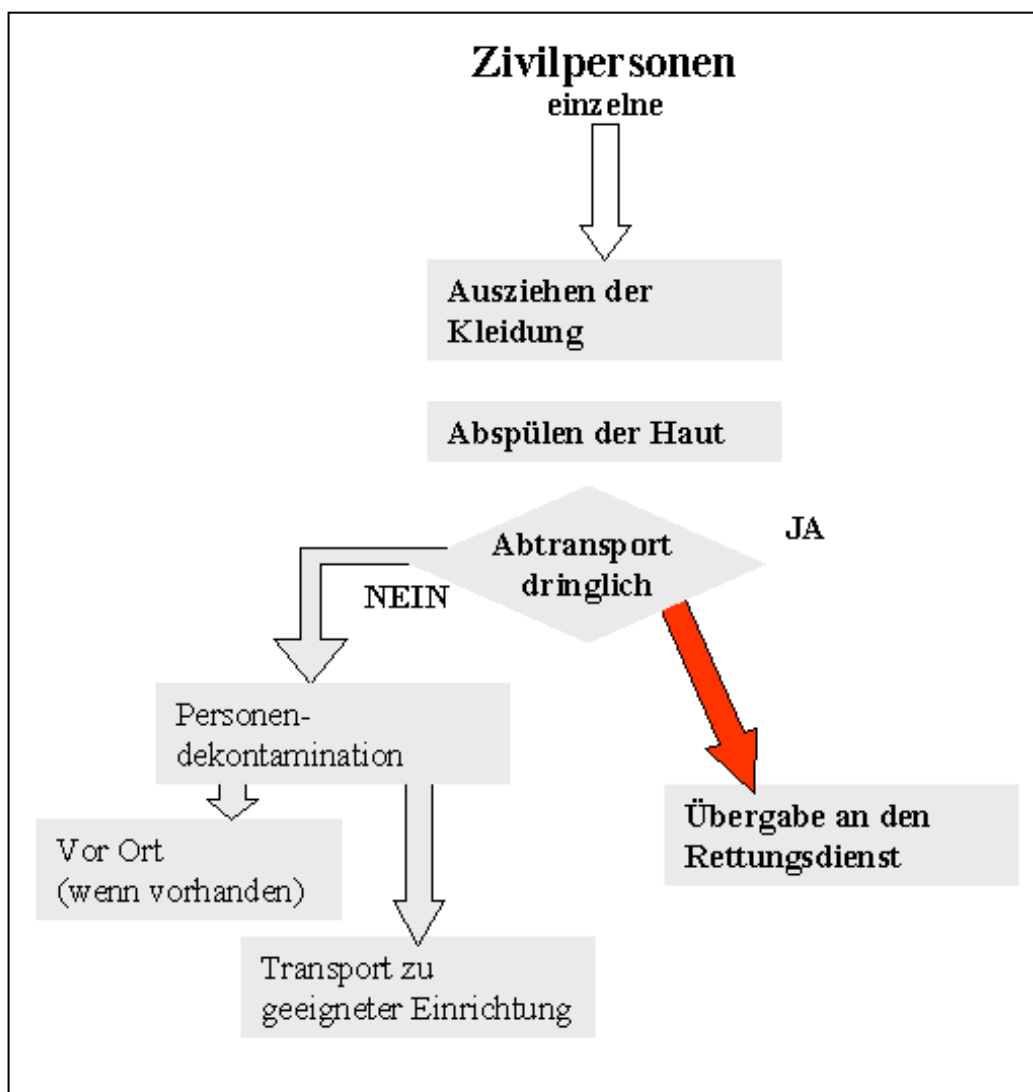 Zivilpersonen
einzelne
Ausziehen der
Kleidung
Abspülen der Haut
Abtransport
dringlich
JA
NEIN
Personen-
dekontamination
Vor Ort
(wenn vorhanden)
Übergabe an den
Rettungsdienst
Transport zu
geeigneter Einrichtung